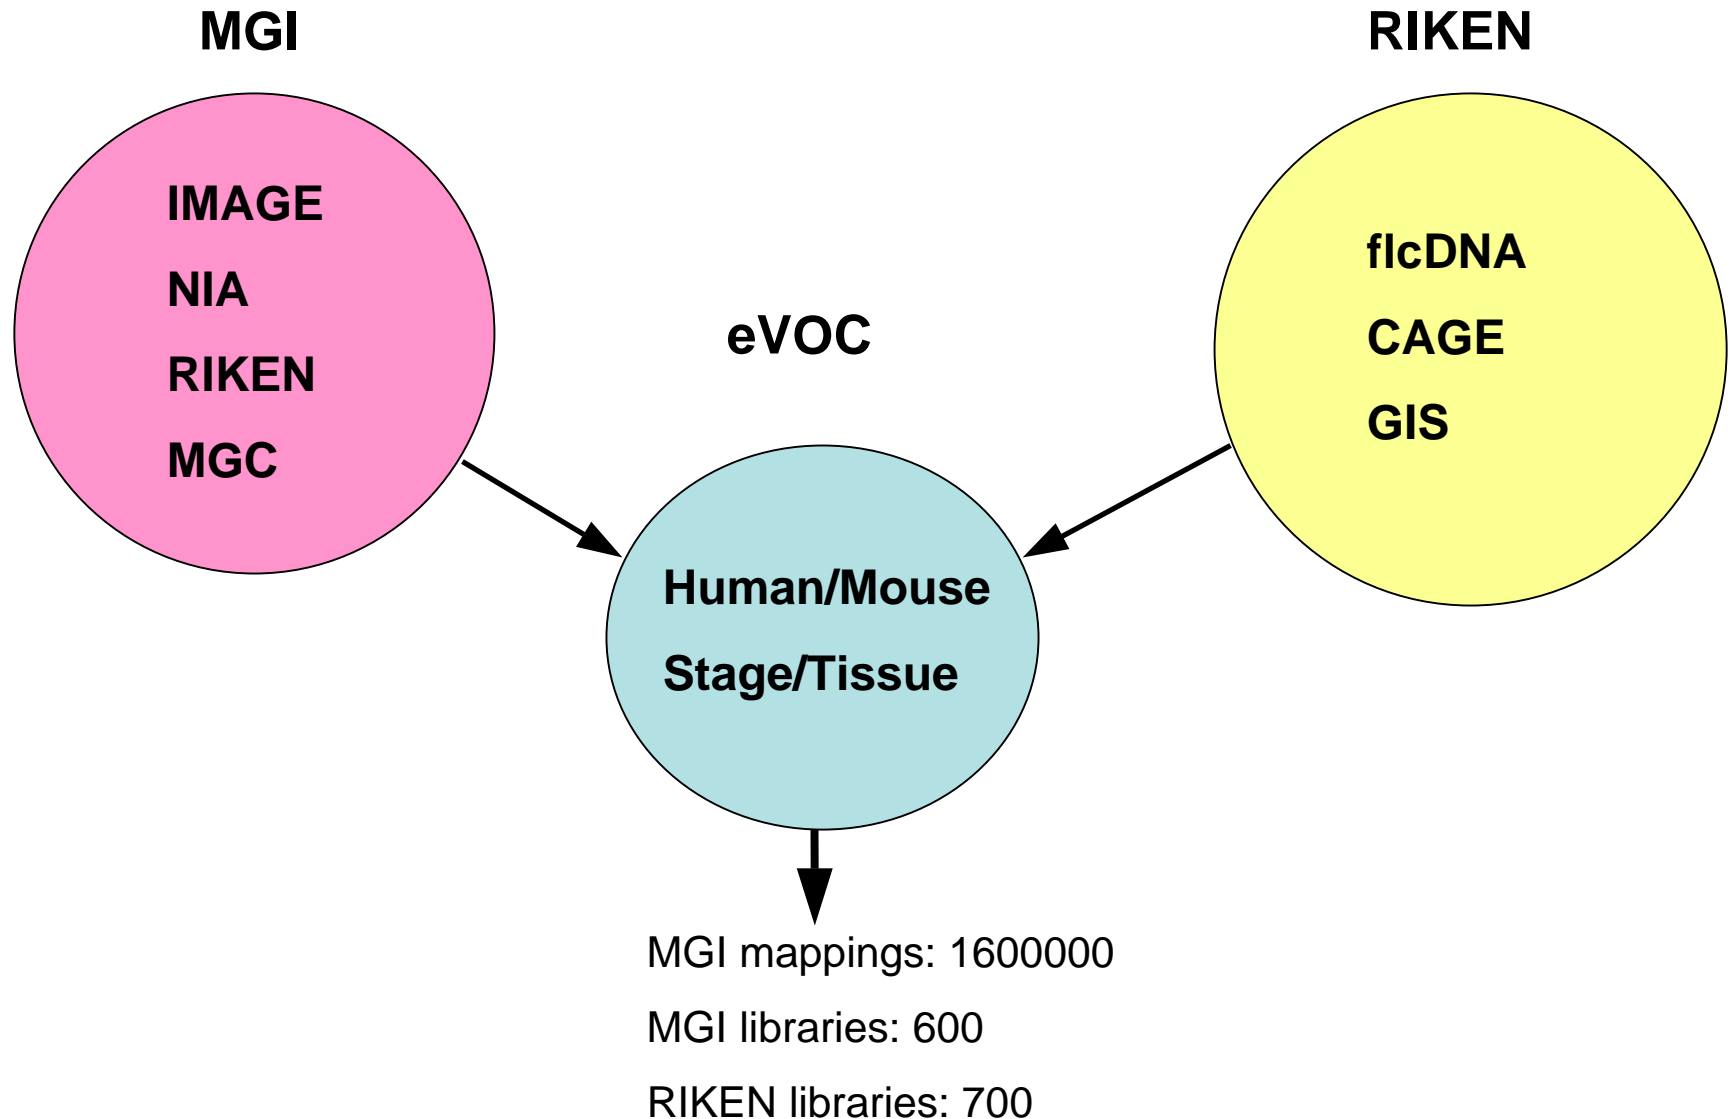 MGI
RIKEN
IMAGE
NIA
RIKEN
MGC
flcDNA
CAGE
GIS
eVOC
Human/Mouse
Stage/Tissue
MGI mappings: 1600000
MGI libraries: 600
RIKEN libraries: 700